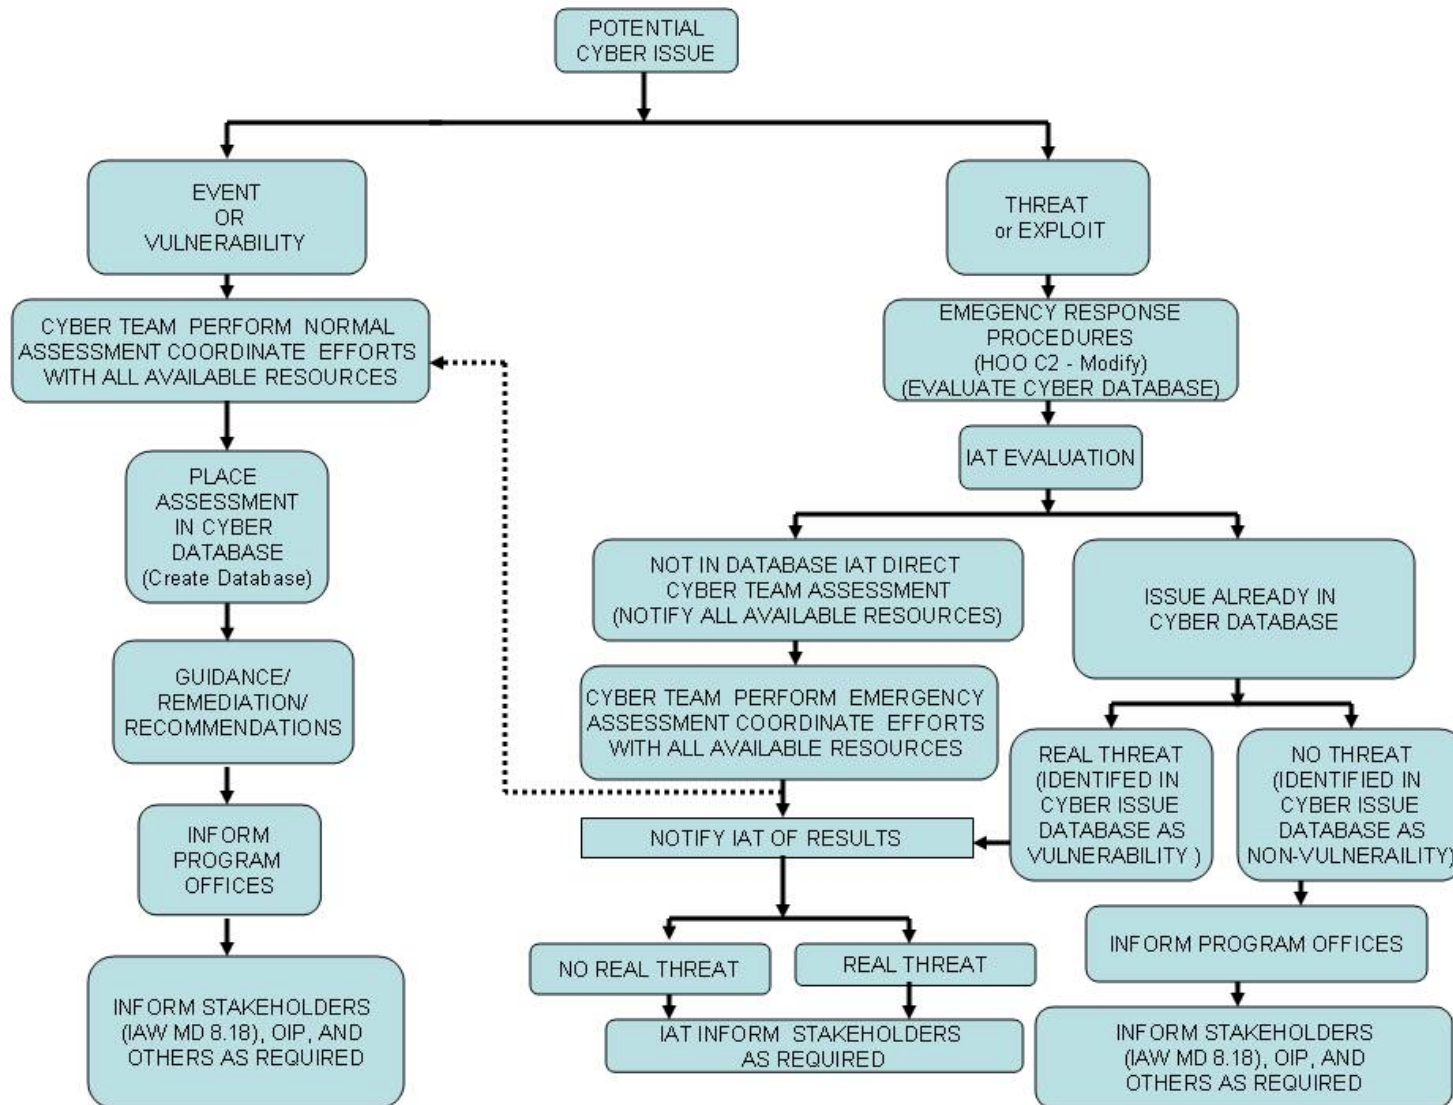 POTENTIAL
CYBER ISSUE
EVENT
OR
VULNERABILITY
THREAT
or EXPLOIT
CYBER TEAM PERFORM NORMAL
ASSESSMENT COORDINATE EFFORTS
WITH ALL AVAILABLE RESOURCES
EMEGENCY RESPONSE
PROCEDURES
(HOO C2 - Modify)
(EVALUATE CYBER DATABASE)
IAT EVALUATION
PLACE
ASSESSMENT
IN CYBER
DATABASE
(Create Database)
NOT IN DATABASE IAT DIRECT
CYBER TEAM ASSESSMENT
(NOTIFY ALL AVAILABLE RESOURCES)
ISSUE ALREADY IN
CYBER DATABASE
GUIDANCE/
REMEDIATION/
RECOMMENDATIONS
CYBER TEAM PERFORM EMERGENCY
ASSESSMENT COORDINATE EFFORTS
WITH ALL AVAILABLE RESOURCES
REAL THREAT
(IDENTIFED IN
CYBER ISSUE
DATABASE AS
VULNERABILITY )
NO THREAT
(IDENTIFIED IN
CYBER ISSUE
DATABASE AS
NON-VULNERAILITY)
INFORM
PROGRAM
OFFICES
NOTIFY IAT OF RESULTS
NO REAL THREAT
REAL THREAT
INFORM PROGRAM OFFICES
INFORM STAKEHOLDERS
(IAW MD 8.18), OIP, AND
OTHERS AS REQUIRED
IAT INFORM STAKEHOLDERS
AS REQUIRED
INFORM STAKEHOLDERS
(IAW MD 8.18), OIP, AND
OTHERS AS REQUIRED